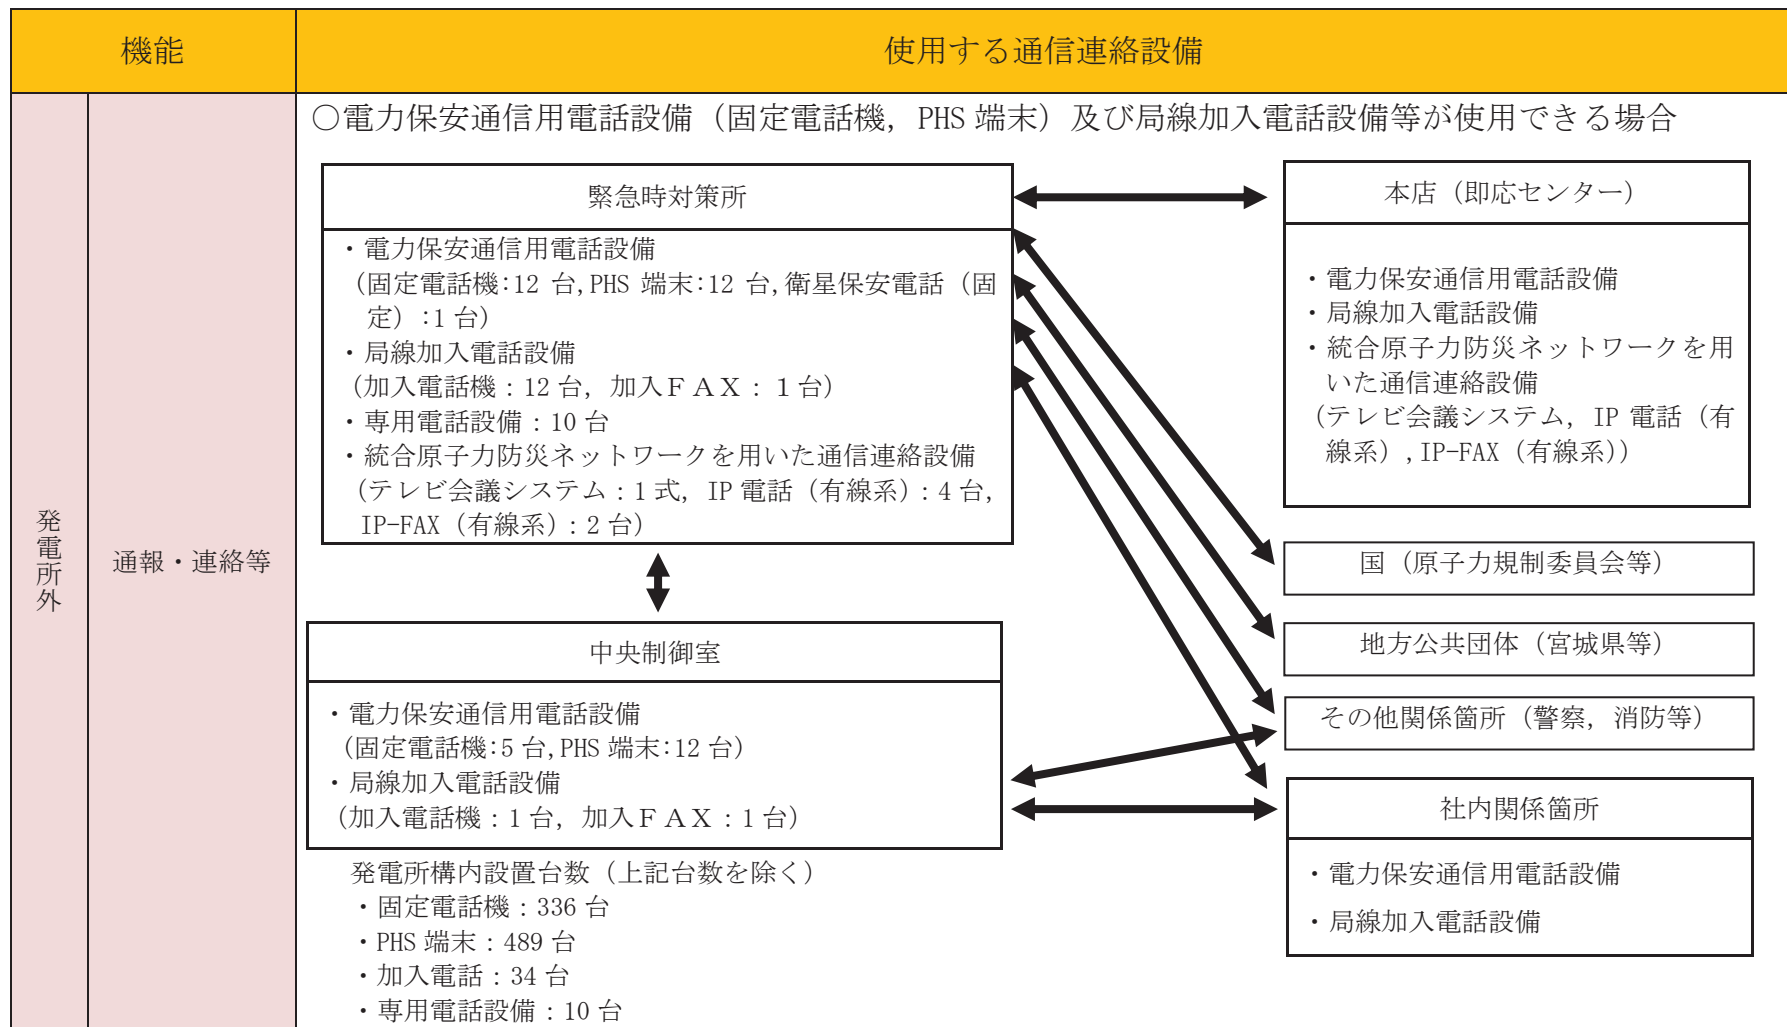 機能
使用する通信連絡設備
発電所外
通報・連絡等
○電力保安通信用電話設備（固定電話機，PHS 端末）及び局線加入電話設備等が使用できる場合
緊急時対策所
・電力保安通信用電話設備
（固定電話機:12 台,PHS 端末:12 台,衛星保安電話（固
定）:1 台）
・局線加入電話設備
（加入電話機：12 台，加入ＦＡＸ：１台）
・専用電話設備：10 台
・統合原子力防災ネットワークを用いた通信連絡設備
（テレビ会議システム：1 式，IP 電話（有線系）：4 台，
IP-FAX（有線系）：2 台）
中央制御室
・電力保安通信用電話設備
（固定電話機:5 台,PHS 端末:12 台）
・局線加入電話設備
（加入電話機：1 台，加入ＦＡＸ：1 台）
発電所構内設置台数（上記台数を除く）
・固定電話機：336 台
・PHS 端末：489 台
・加入電話：34 台
・専用電話設備：10 台
本店（即応センター）
・電力保安通信用電話設備
・局線加入電話設備
・統合原子力防災ネットワークを用
いた通信連絡設備
（テレビ会議システム，IP 電話（有
線系）,IP-FAX（有線系））
国（原子力規制委員会等）
地方公共団体（宮城県等）
その他関係箇所（警察，消防等）
社内関係箇所
・電力保安通信用電話設備
・局線加入電話設備